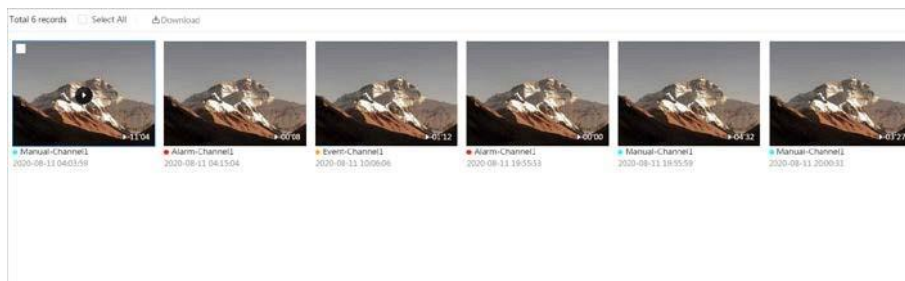 Total 6 records Select All Download
11:04 00:08 01:12 00:00 04:32 03:27
Manual-Channel1 Alarm-Channel1 Event-Channel1 Alarm-Channel1 Manual-Channel1 Manual-Channel1
2020-08-11 04:03:59 2020-08-11 04:15:04 2020-08-11 10:06:06 2020-08-11 19:55:53 2020-08-11 19:55:59 2020-08-11 20:00:31